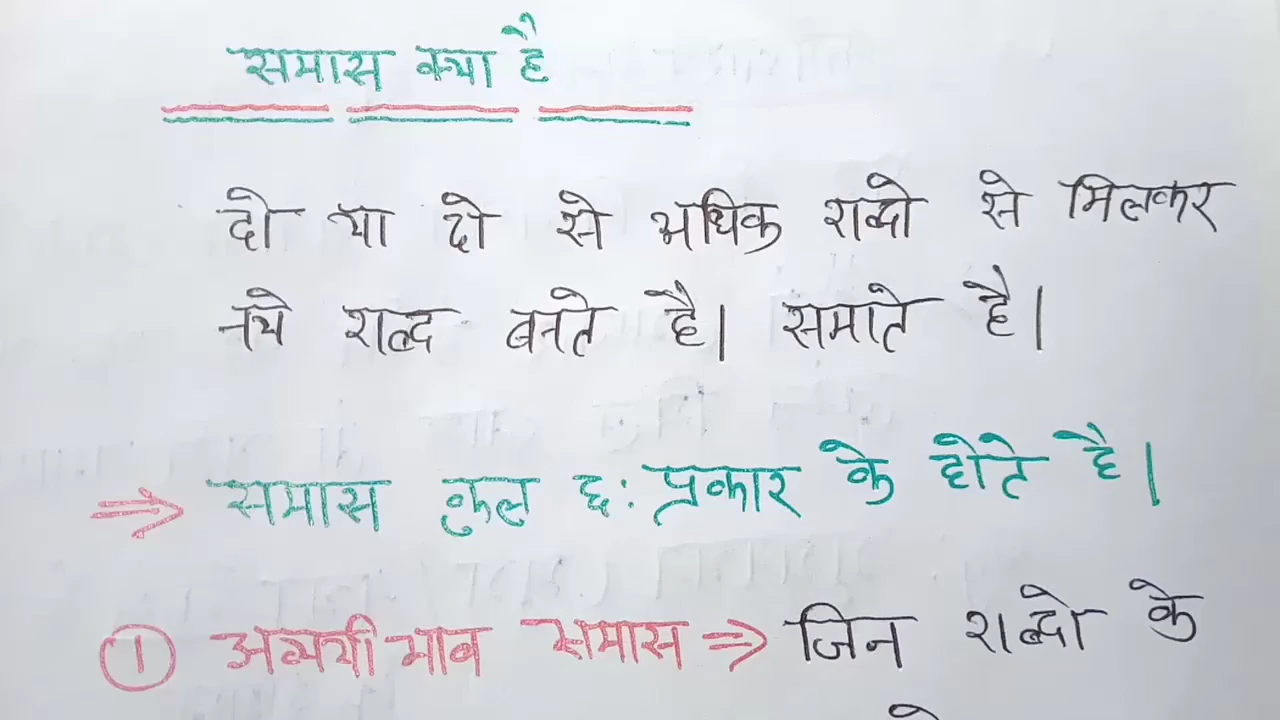 समास क्या है
दो या दो से अधिक शब्दो से मिलकर
नये शब्द बनते है। समाते है।
⇒ समास कुल छ: प्रकार के होते है।
① अव्ययी भाव समास ⇒ जिन शब्दो के